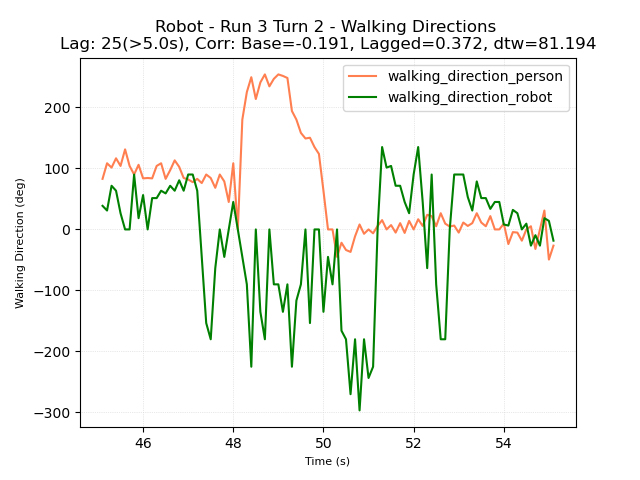 Robot - Run 3 Turn 2 - Walking Directions
Lag: 25(>5.0s), Corr: Base=-0.191, Lagged=0.372, dtw=81.194
walking_direction_person
walking_direction_robot
200
100
0
−100
−200
−300
Walking Direction (deg)
46 48 50 52 54
Time (s)